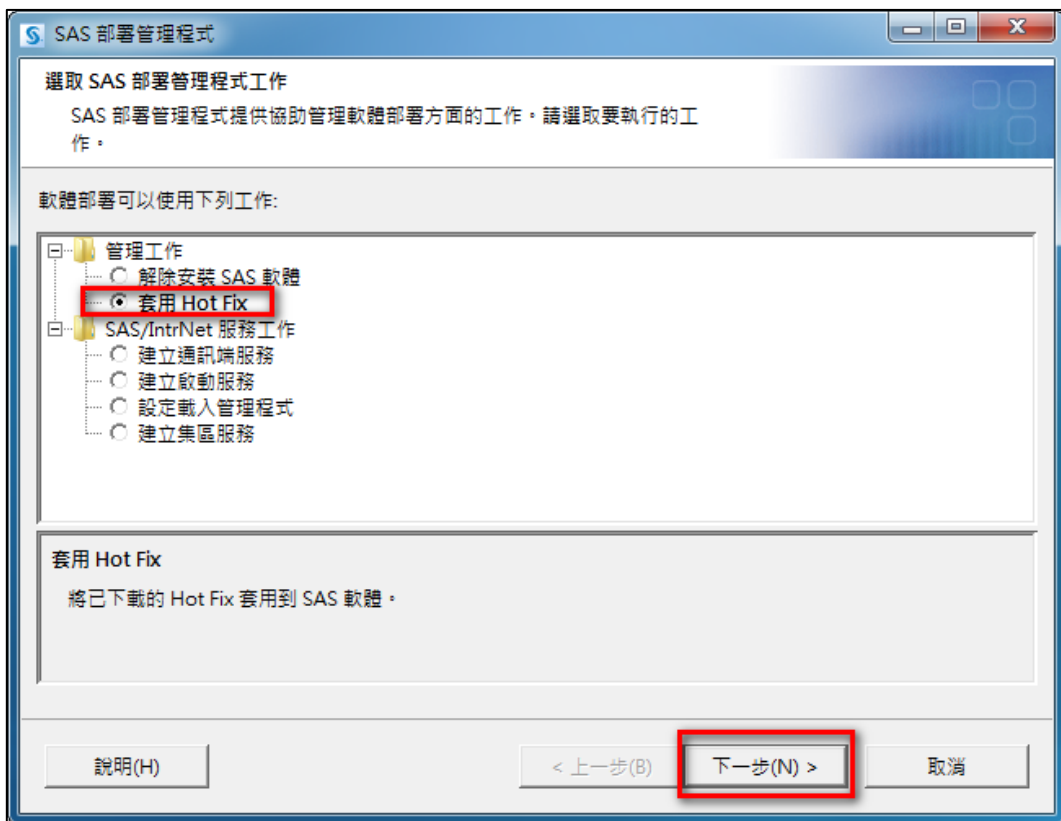 SAS 部署管理程式
選取 SAS 部署管理程式工作
SAS 部署管理程式提供協助管理軟體部署方面的工作。請選取要執行的工
作。
軟體部署可以使用下列工作:
管理工作
解除安裝 SAS 軟體
套用 Hot Fix
SAS/IntrNet 服務工作
建立通訊端服務
建立啟動服務
設定載入管理程式
建立集區服務
套用 Hot Fix
將已下載的 Hot Fix 套用到 SAS 軟體。
說明(H)
< 上一步(B)
下一步(N) >
取消